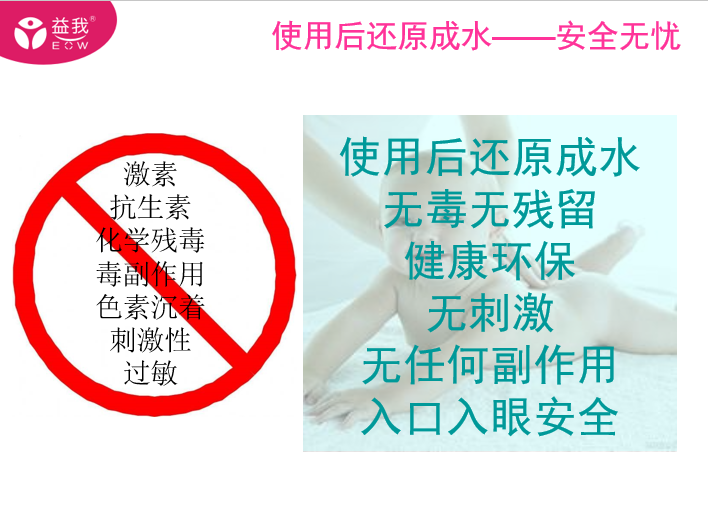 益我®
EOW
使用后还原成水——安全无忧
激素
抗生素
化学残毒
毒副作用
色素沉着
刺激性
过敏
使用后还原成水
无毒无残留
健康环保
无刺激
无任何副作用
入口入眼安全